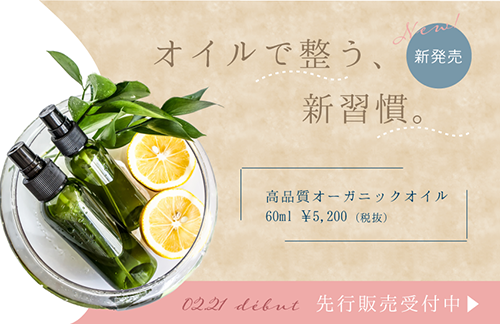 オイルで整う、
New!
新発売
新習慣。
高品質オーガニックオイル
60ml ¥5,200（税抜）
02.21 début 先行販売受付中▶